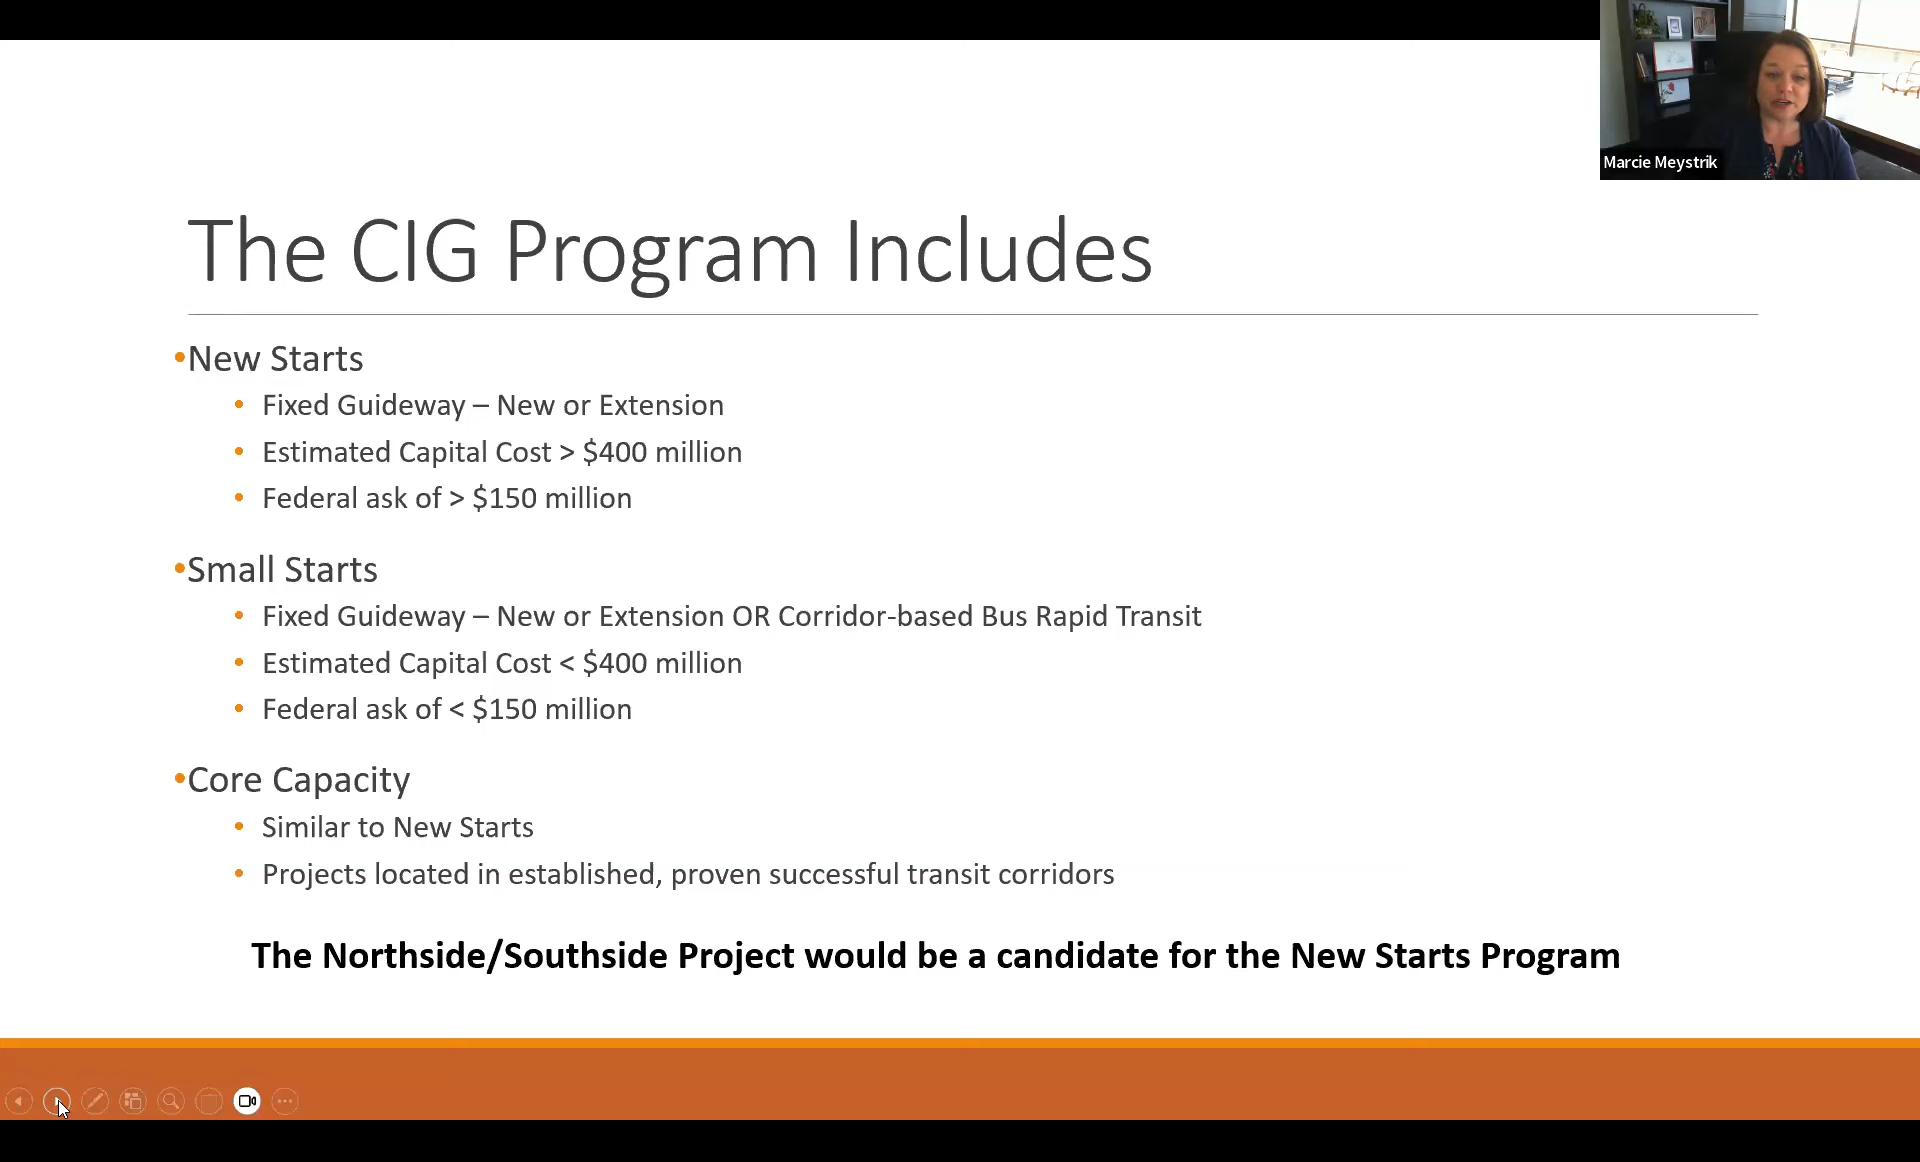 Marcie Meystrik
The CIG Program Includes
•New Starts
• Fixed Guideway – New or Extension
• Estimated Capital Cost > $400 million
• Federal ask of > $150 million
•Small Starts
• Fixed Guideway – New or Extension OR Corridor-based Bus Rapid Transit
• Estimated Capital Cost < $400 million
• Federal ask of < $150 million
•Core Capacity
• Similar to New Starts
• Projects located in established, proven successful transit corridors
The Northside/Southside Project would be a candidate for the New Starts Program